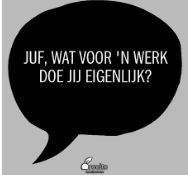 JUF, WAT VOOR 'N WERK
DOE JIJ EIGENLIJK?